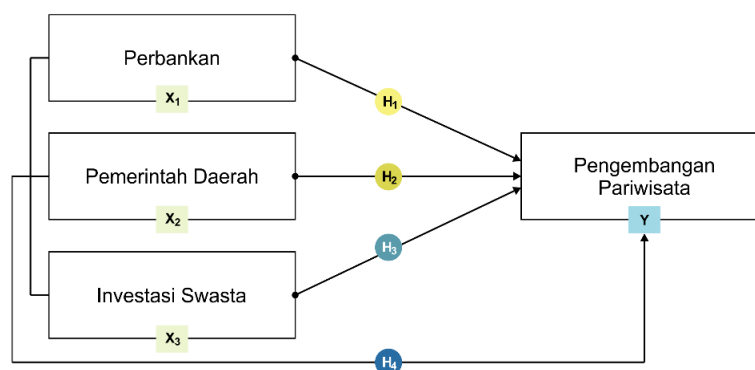 Perbankan
X₁
H₁
Pemerintah Daerah
X₂
H₂
Pengembangan
Pariwisata
Y
H₃
Investasi Swasta
X₃
H₄